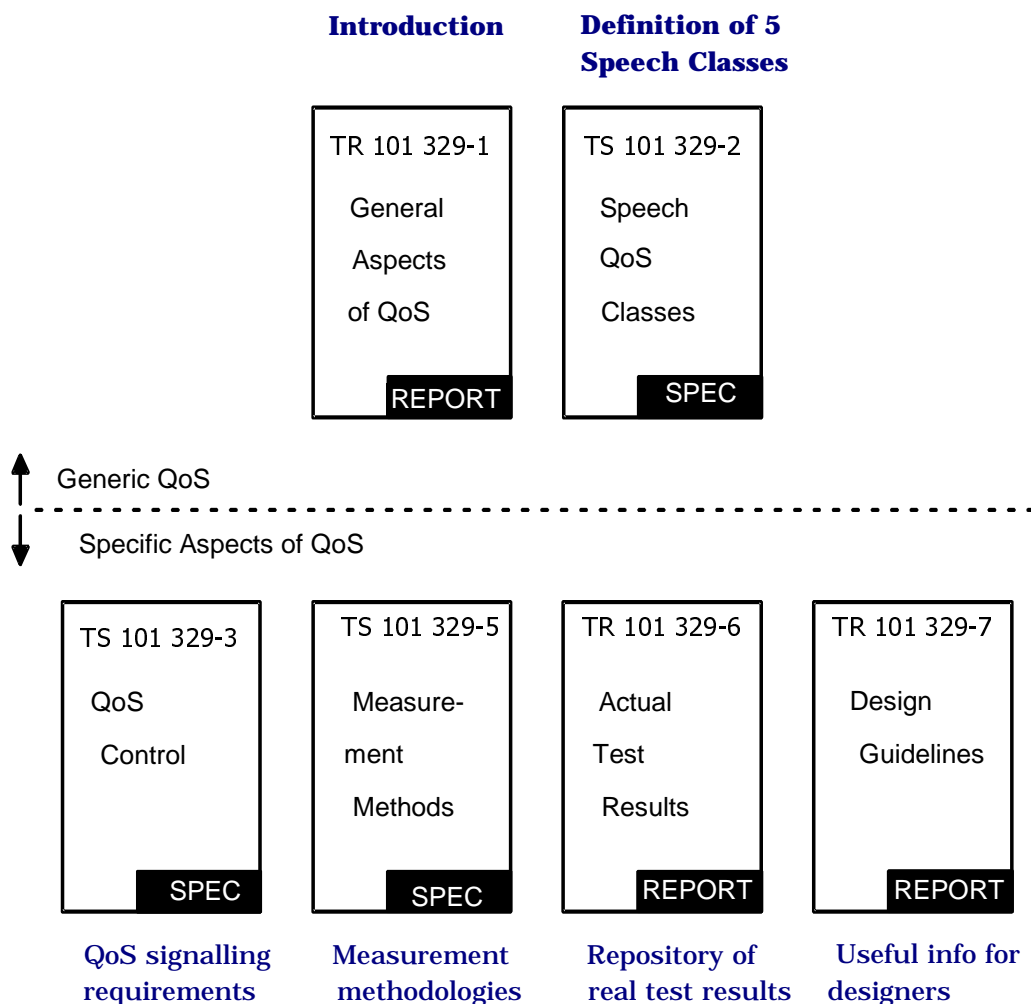 Introduction
Definition of 5
Speech Classes
TR 101 329-1
General
Aspects
of QoS
REPORT
TS 101 329-2
Speech
QoS
Classes
SPEC
Generic QoS
Specific Aspects of QoS
TS 101 329-3
QoS
Control
SPEC
QoS signalling
requirements
TS 101 329-5
Measure-
ment
Methods
SPEC
Measurement
methodologies
TR 101 329-6
Actual
Test
Results
REPORT
Repository of
real test results
TR 101 329-7
Design
Guidelines
REPORT
Useful info for
designers